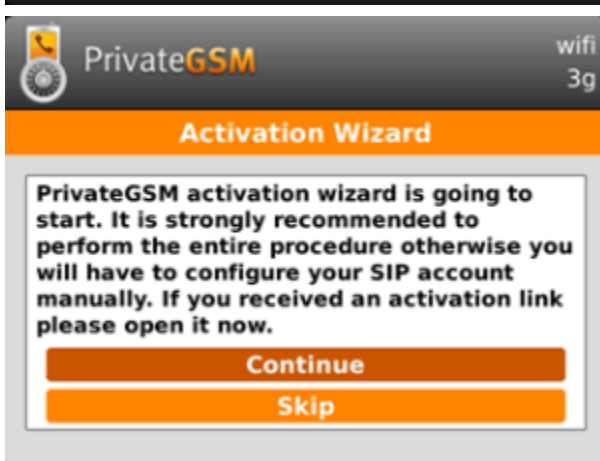 PrivateGSM
wifi
3g
Activation Wizard
PrivateGSM activation wizard is going to
start. It is strongly recommended to
perform the entire procedure otherwise you
will have to configure your SIP account
manually. If you received an activation link
please open it now.
Continue
Skip